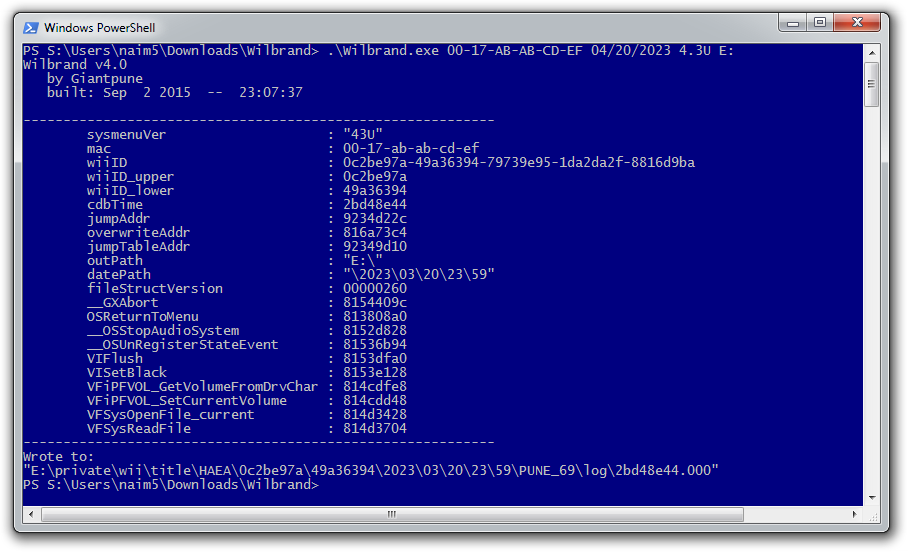 Windows PowerShell
PS S:\Users\naim5\Downloads\Wilbrand> .\Wilbrand.exe 00-17-AB-AB-CD-EF 04/20/2023 4.3U E:
Wilbrand v4.0
   by Giantpune
   built: Sep  2 2015  --  23:07:37

-----------------------------------------------------------
        sysmenuVer                    : "43U"
        mac                           : 00-17-ab-ab-cd-ef
        wiiID                         : 0c2be97a-49a36394-79739e95-1da2da2f-8816d9ba
        wiiID_upper                   : 0c2be97a
        wiiID_lower                   : 49a36394
        cdbTime                       : 2bd48e44
        jumpAddr                      : 9234d22c
        overwriteAddr                 : 816a73c4
        jumpTableAddr                 : 92349d10
        outPath                       : "E:\"
        datePath                      : "\2023\03\20\23\59"
        fileStructVersion             : 00000260
        __GXAbort                     : 8154409c
        OSReturnToMenu                : 813808a0
        __OSStopAudioSystem           : 8152d828
        __OSUnRegisterStateEvent      : 81536b94
        VIFlush                       : 8153dfa0
        VISetBlack                    : 8153e128
        VFiPFVOL_GetVolumeFromDrvChar : 814cdfe8
        VFiPFVOL_SetCurrentVolume     : 814cdd48
        VFSysOpenFile_current         : 814d3428
        VFSysReadFile                 : 814d3704
-----------------------------------------------------------
Wrote to:
"E:\private\wii\title\HAEA\0c2be97a\49a36394\2023\03\20\23\59\PUNE_69\log\2bd48e44.000"
PS S:\Users\naim5\Downloads\Wilbrand>